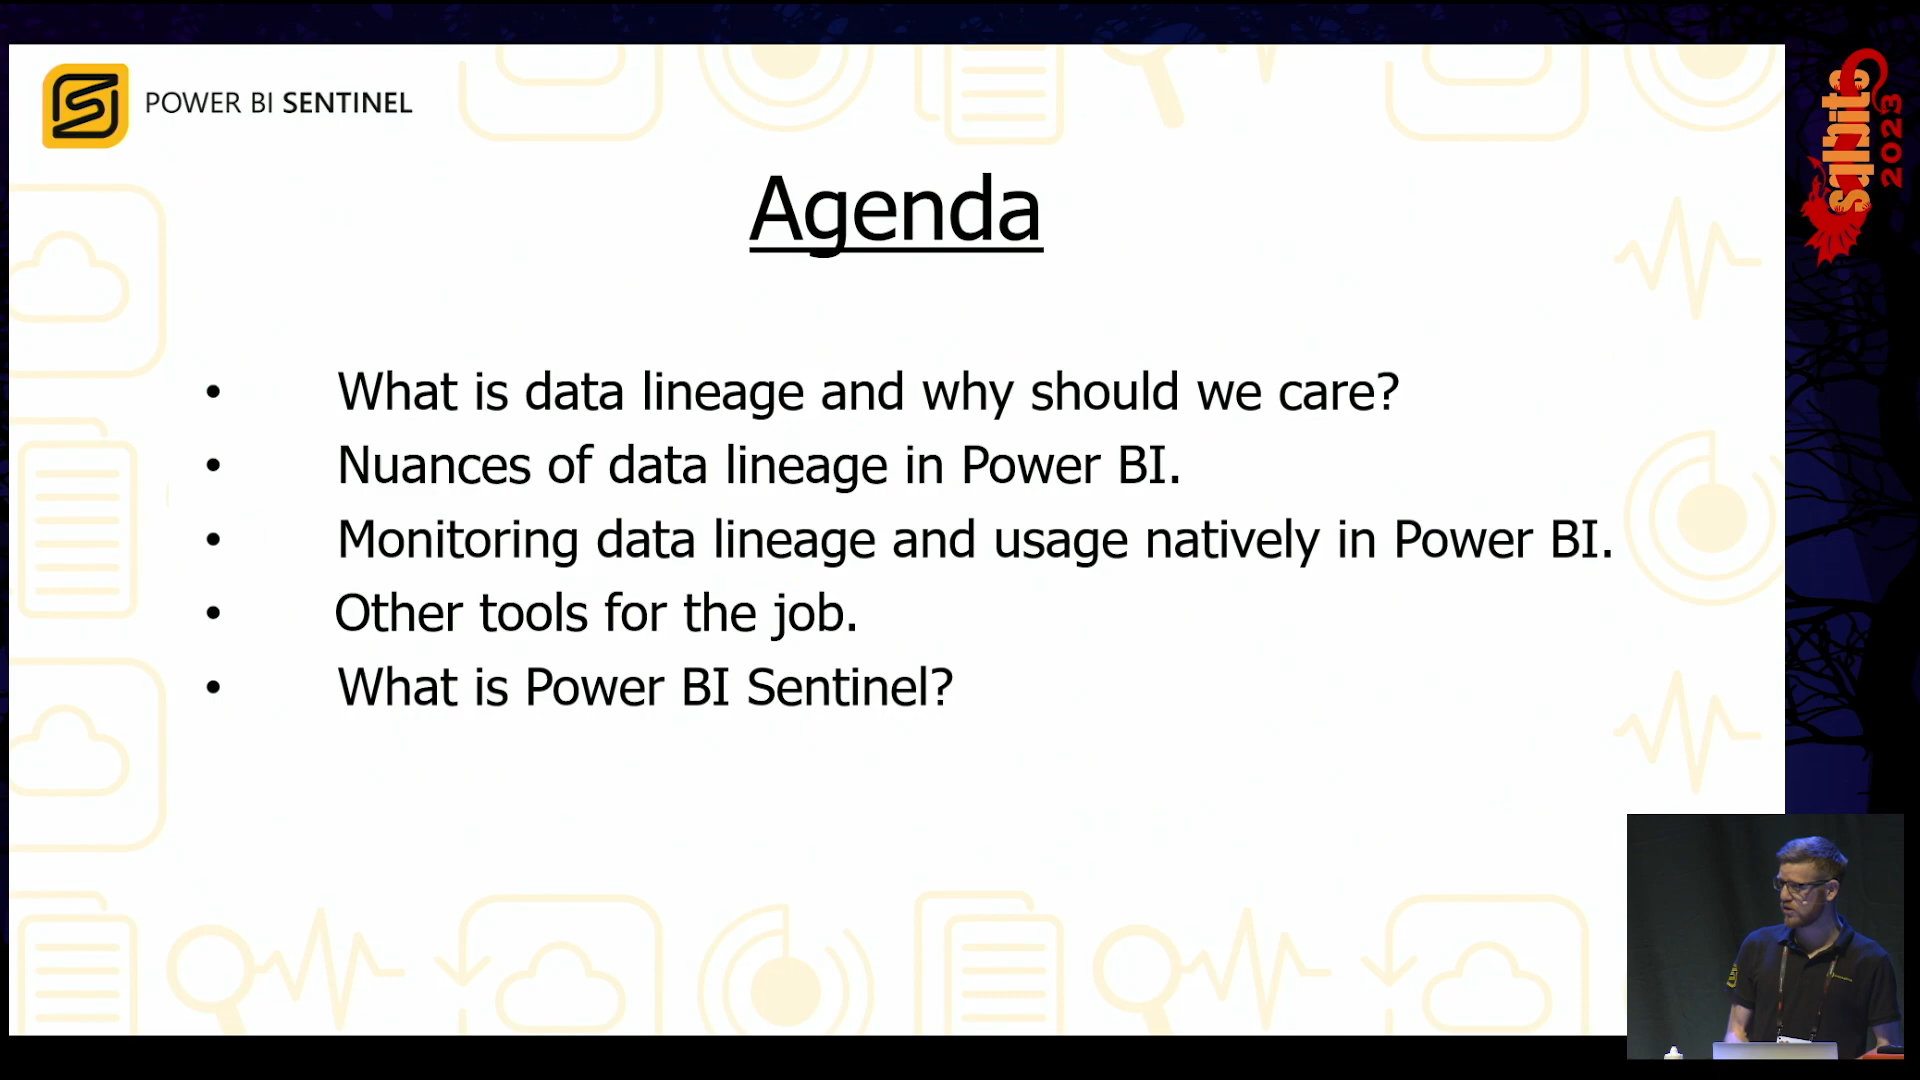 POWER BI SENTINEL
Agenda
• What is data lineage and why should we care?
• Nuances of data lineage in Power BI.
• Monitoring data lineage and usage natively in Power BI.
• Other tools for the job.
• What is Power BI Sentinel?
sqlbits
2023